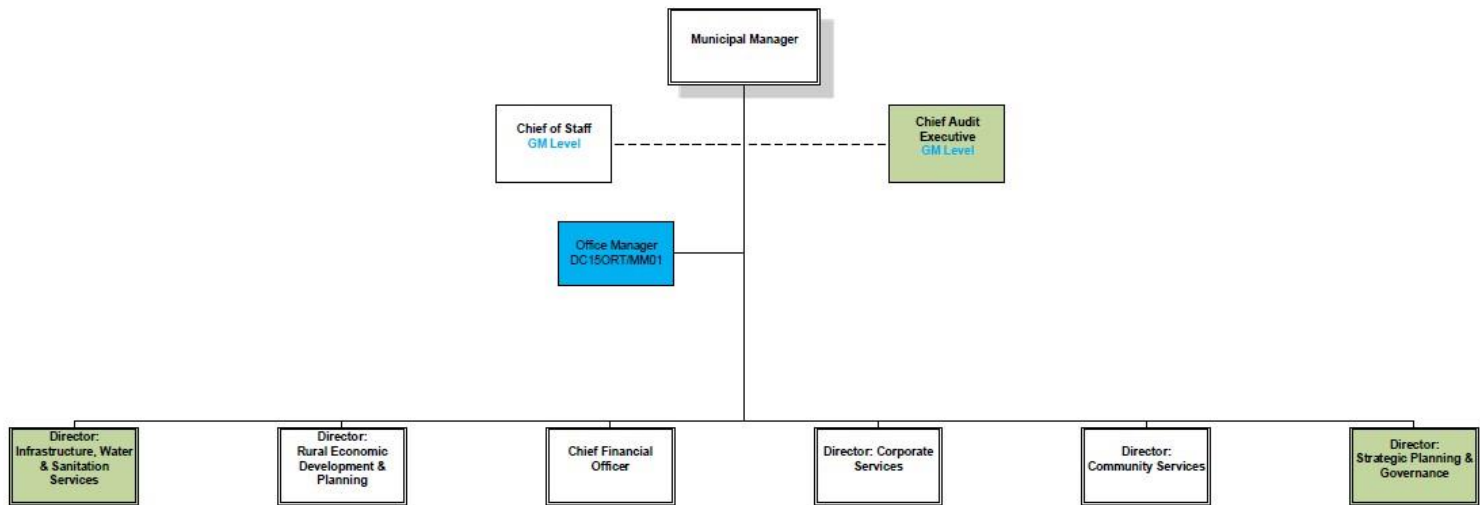 Municipal Manager
Chief of Staff
GM Level
Chief Audit
Executive
GM Level
Office Manager
DC15ORT/MM01
Director:
Infrastructure, Water
& Sanitation
Services
Director:
Rural Economic
Development &
Planning
Chief Financial
Officer
Director: Corporate
Services
Director:
Community Services
Director:
Strategic Planning &
Governance